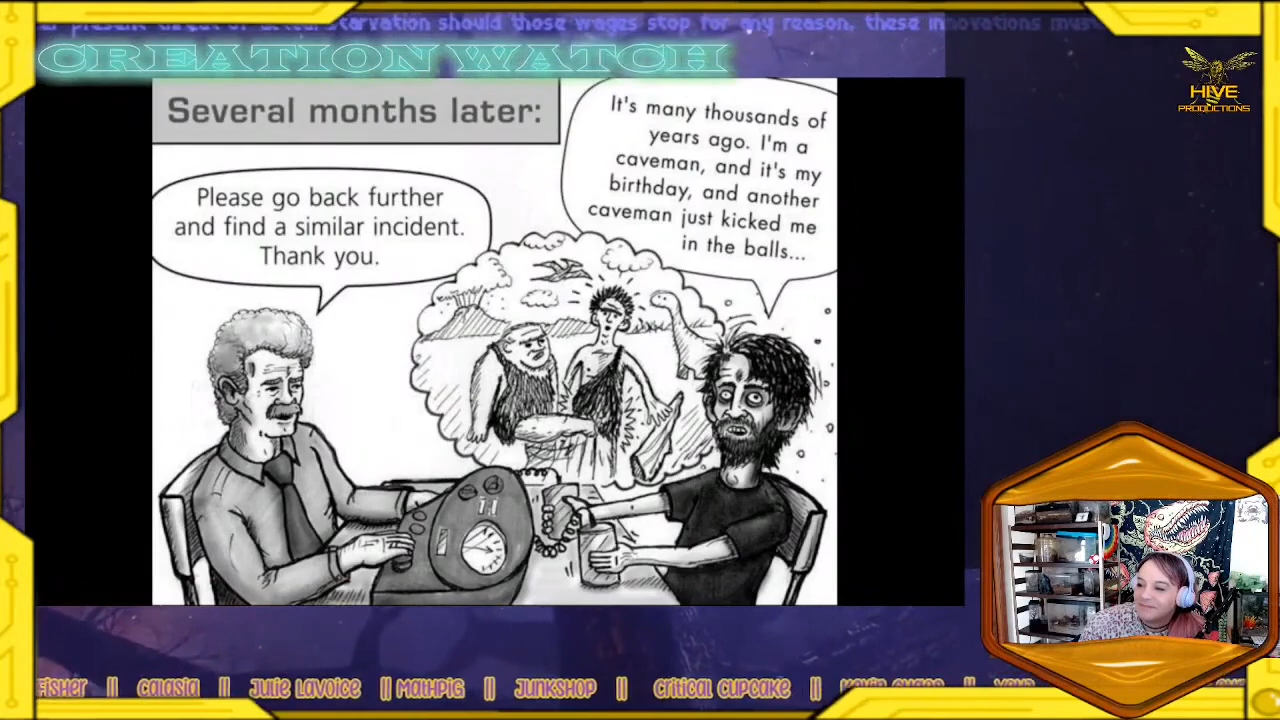 starvation should those wages stop for any reason, these innovations
CREATION WATCH
HIVE
PRODUCTIONS
Several months later:
It's many thousands of
years ago. I'm a
caveman, and it's my
birthday, and another
caveman just kicked me
in the balls...
Please go back further
and find a similar incident.
Thank you.
FISHER || CALASIA || JULIE LAVOICE || MATHPIG || JUNKSHOP || CRITICAL CUPCAKE ||